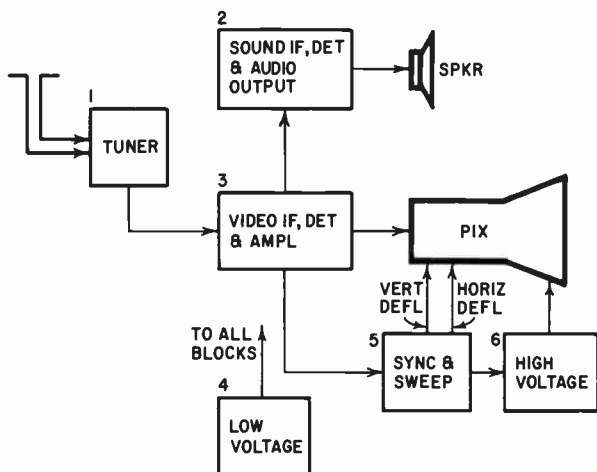 2
SOUND IF, DET
& AUDIO
OUTPUT
SPKR
1
TUNER
3
VIDEO IF, DET
& AMPL
PIX
VERT
DEFL
HORIZ
DEFL
TO ALL
BLOCKS
5
SYNC &
SWEEP
6
HIGH
VOLTAGE
4
LOW
VOLTAGE